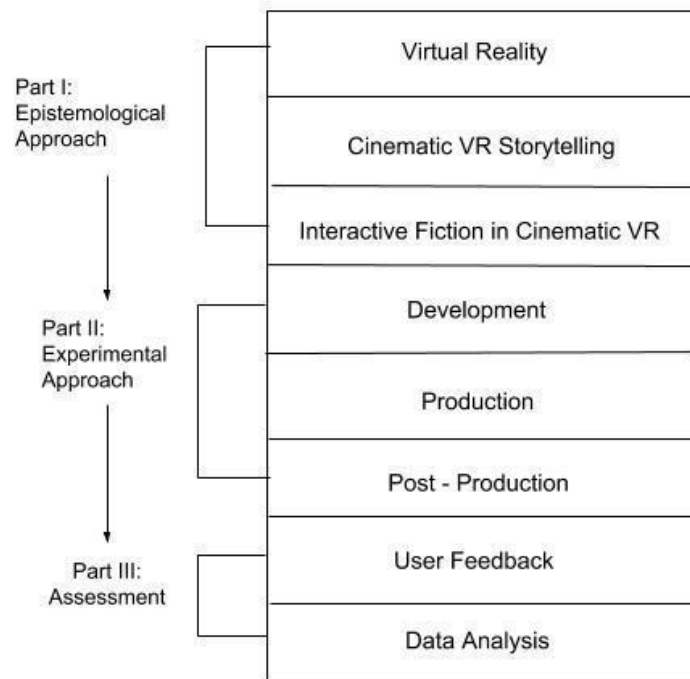 Virtual Reality
Part I:
Epistemological
Approach
Cinematic VR Storytelling
Interactive Fiction in Cinematic VR
Development
Part II:
Experimental
Approach
Production
Post - Production
User Feedback
Part III:
Assessment
Data Analysis